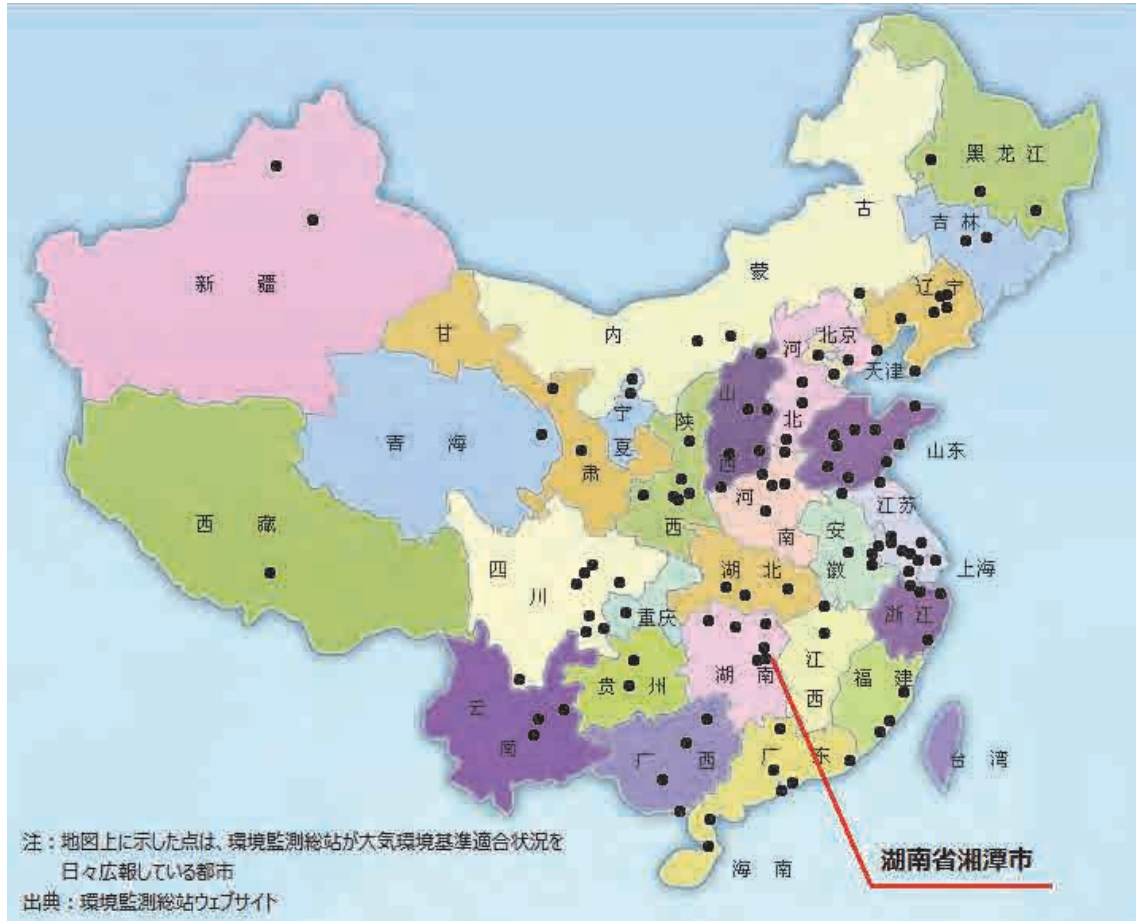 黑 龙 江
吉 林
辽 宁
古
蒙
内
新 疆
甘
肃
北京
天津
河
北
山
西
山东
宁
夏
陕
西
青 海
西 藏
四
川
重庆
河
南
江苏
安
徽
上海
湖 北
浙 江
江
西
湖 南
福 建
贵 州
云
南
广 西
广 东
台 湾
海 南
湖南省湘潭市
注：地図上に示した点は、環境監測総站が大気環境基準適合状況を
日々広報している都市
出典：環境監測総站ウェブサイト